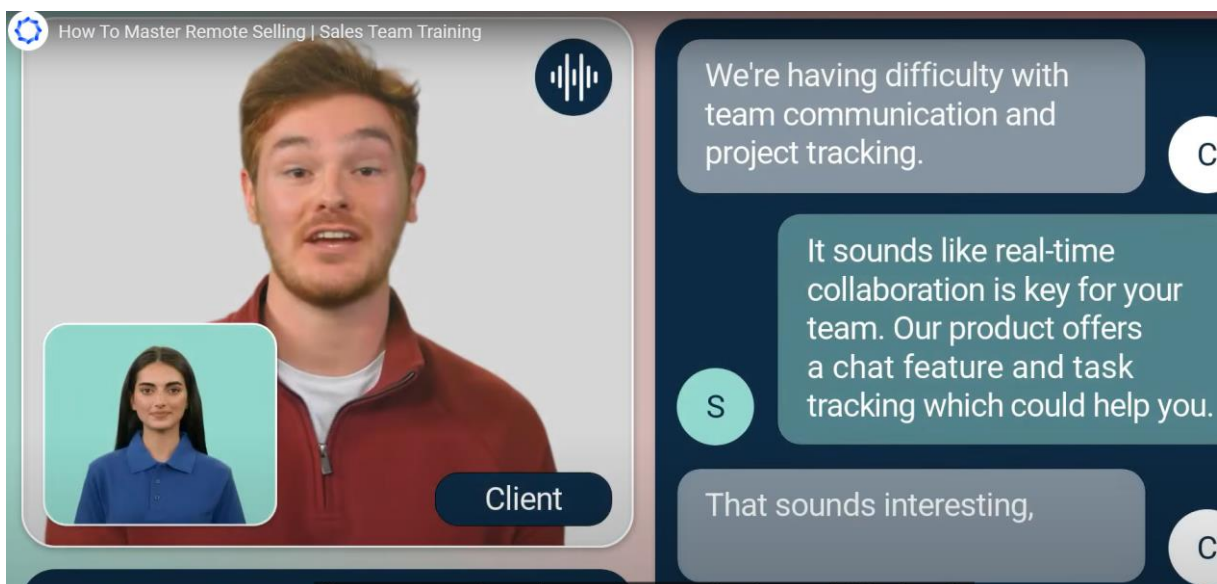 How To Master Remote Selling | Sales Team Training
Client
We're having difficulty with
team communication and
project tracking.
C
It sounds like real-time
collaboration is key for your
team. Our product offers
a chat feature and task
tracking which could help you.
S
That sounds interesting,
C